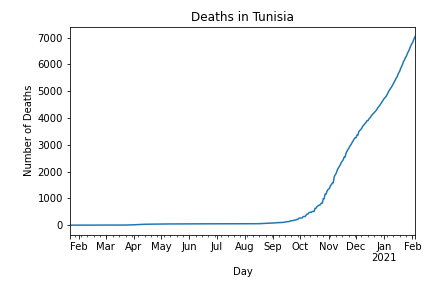 Deaths in Tunisia
Number of Deaths
7000
6000
5000
4000
3000
2000
1000
0
Feb Mar Apr May Jun Jul Aug Sep Oct Nov Dec Jan Feb
2021
Day